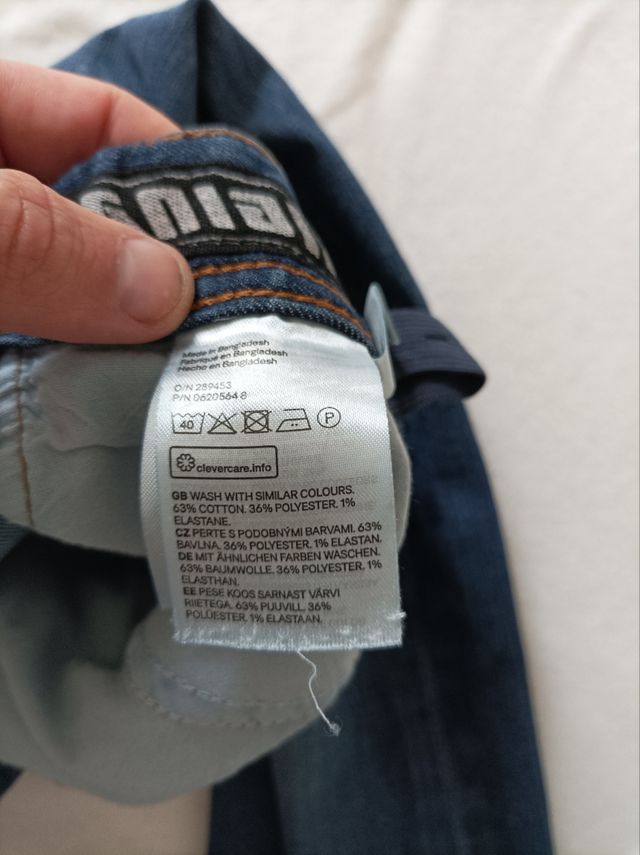 Made in Bangladesh
Fabriqué en Bangladesh
Hecho en Bangladesh
O/N 289453
P/N 0620564 8
40
P
clevercare.info
GB WASH WITH SIMILAR COLOURS.
63% COTTON. 36% POLYESTER. 1%
ELASTANE.
CZ PERTE S PODOBNÝMI BARVAMI. 63%
BAVLNA. 36% POLYESTER. 1% ELASTAN.
DE MIT ÄHNLICHEN FARBEN WASCHEN.
63% BAUMWOLLE. 36% POLYESTER. 1%
ELASTHAN.
EE PESE KOOS SARNAST VÄRVI
RIIETEGA. 63% PUUVILL. 36%
POLÜESTER. 1% ELASTAAN.